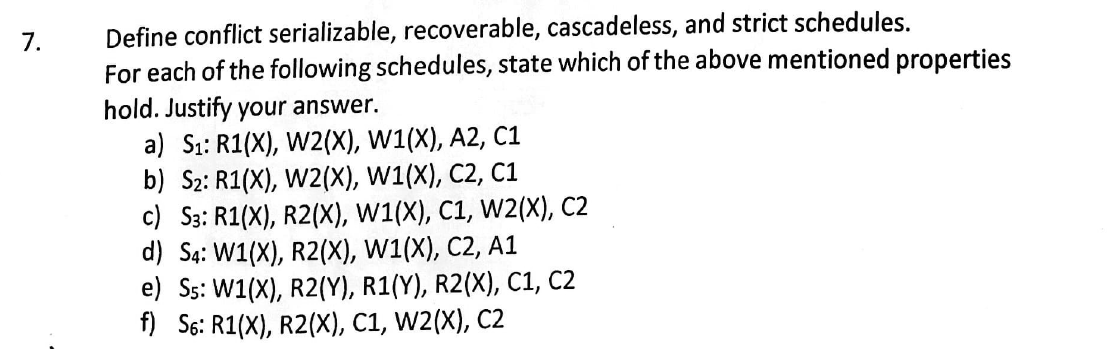 7. Define conflict serializable, recoverable, cascadeless, and strict schedules.
For each of the following schedules, state which of the above mentioned properties
hold. Justify your answer.
a) S₁: R1(X), W2(X), W1(X), A2, C1
b) S₂: R1(X), W2(X), W1(X), C2, C1
c) S₃: R1(X), R2(X), W1(X), C1, W2(X), C2
d) S₄: W1(X), R2(X), W1(X), C2, A1
e) S₅: W1(X), R2(Y), R1(Y), R2(X), C1, C2
f) S₆: R1(X), R2(X), C1, W2(X), C2